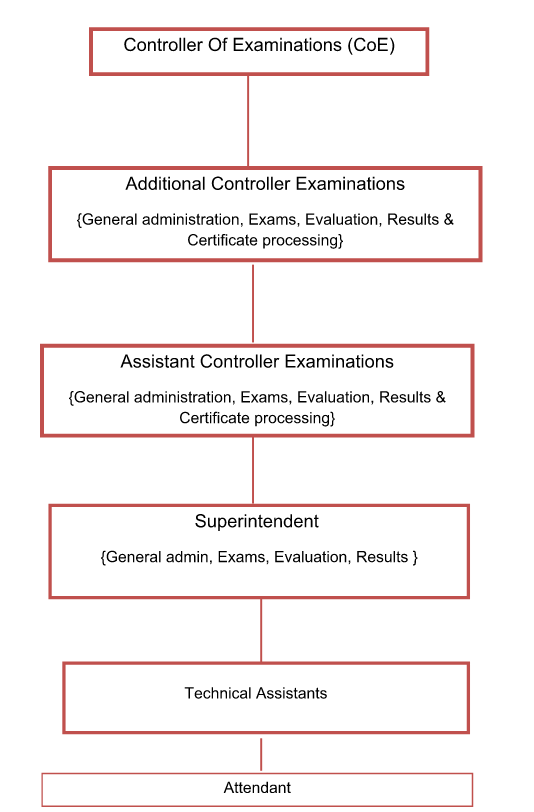 Controller Of Examinations (CoE)
Additional Controller Examinations
{General administration, Exams, Evaluation, Results &
Certificate processing}
Assistant Controller Examinations
{General administration, Exams, Evaluation, Results &
Certificate processing}
Superintendent
{General admin, Exams, Evaluation, Results }
Technical Assistants
Attendant